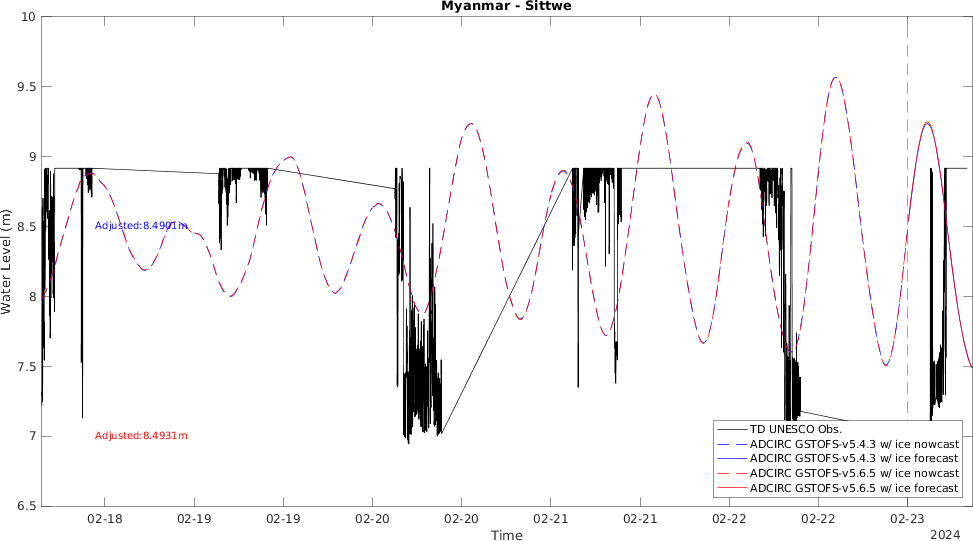 Myanmar - Sittwe
10
9.5
9
8.5
8
7.5
7
6.5
Water Level (m)
Adjusted:8.4901m
Adjusted:8.4931m
TD UNESCO Obs.
ADCIRC GSTOFS-v5.4.3 w/ ice nowcast
ADCIRC GSTOFS-v5.4.3 w/ ice forecast
ADCIRC GSTOFS-v5.6.5 w/ ice nowcast
ADCIRC GSTOFS-v5.6.5 w/ ice forecast
02-18 02-19 02-19 02-20 02-20 02-21 02-21 02-22 02-22 02-23
Time
2024